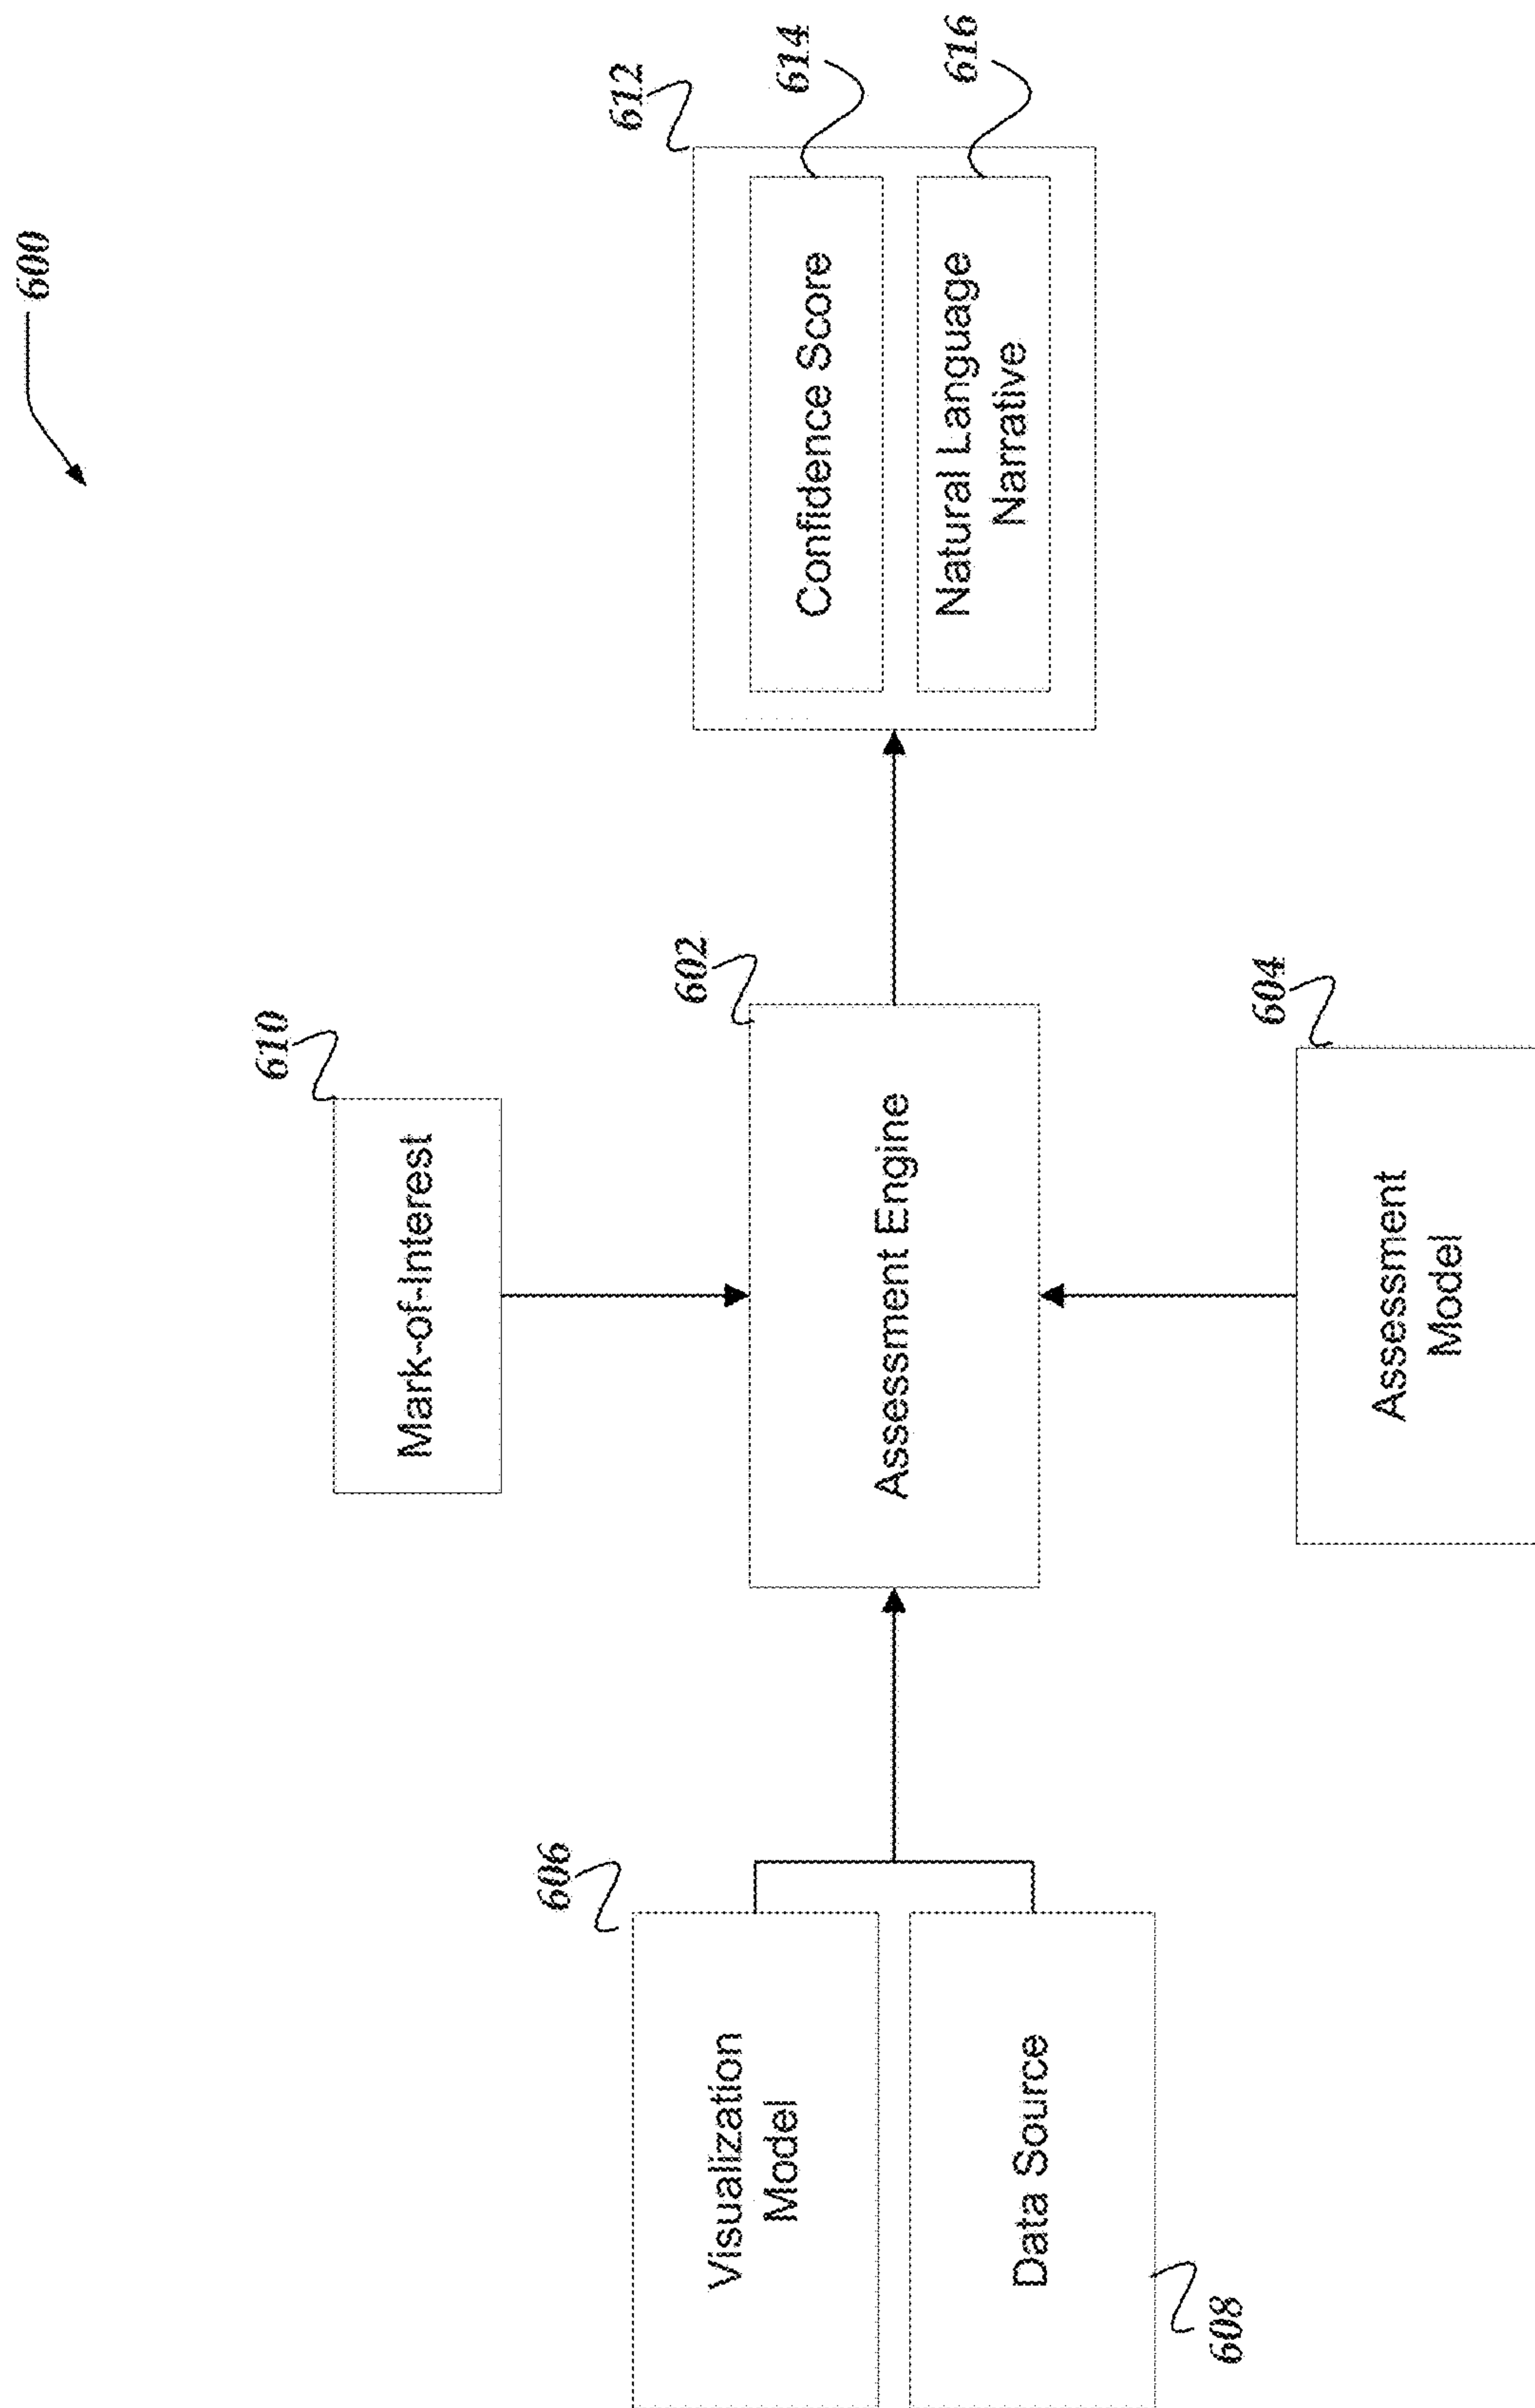 600
610
Mark-of-Interest
606
Visualization
Model
Data Source
608
602
Assessment Engine
604
Assessment
Model
612
Confidence Score
614
Natural Language
Narrative
616